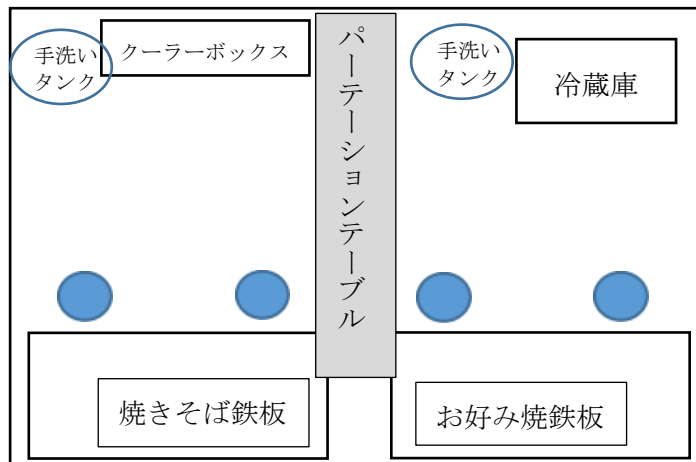 手洗い
タンク
クーラーボックス
パーテーションテーブル
手洗い
タンク
冷蔵庫
焼きそば鉄板
お好み焼鉄板